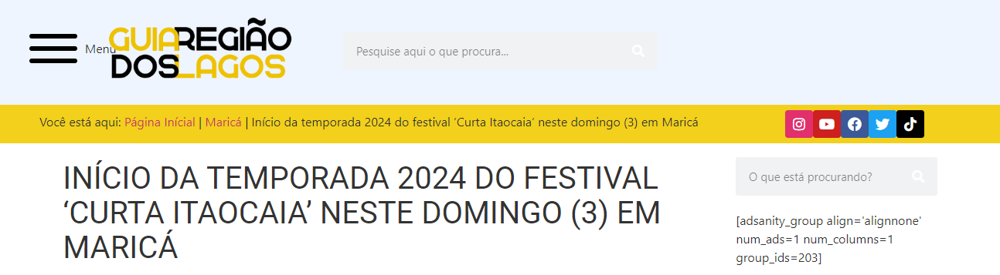 Menu
GUIA REGIÃO
DOS LAGOS
Pesquise aqui o que procura...
Você está aqui: Página Inícial | Maricá | Início da temporada 2024 do festival ‘Curta Itaocaia’ neste domingo (3) em Maricá
INÍCIO DA TEMPORADA 2024 DO FESTIVAL
‘CURTA ITAOCAIA’ NESTE DOMINGO (3) EM
MARICÁ
O que está procurando?
[adsanity_group align='alignnone'
num_ads=1 num_columns=1
group_ids=203]